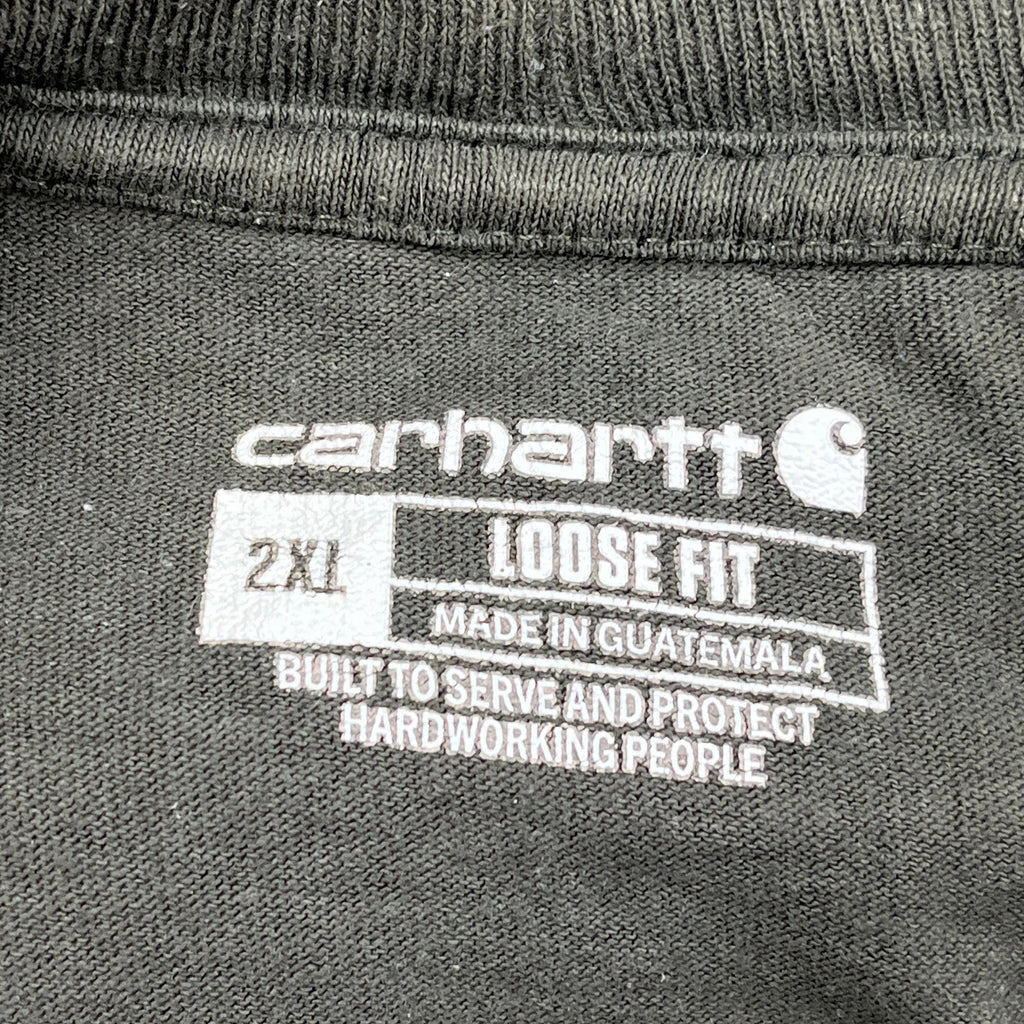 carhartt
2XL
LOOSE FIT
MADE IN GUATEMALA
BUILT TO SERVE AND PROTECT
HARDWORKING PEOPLE